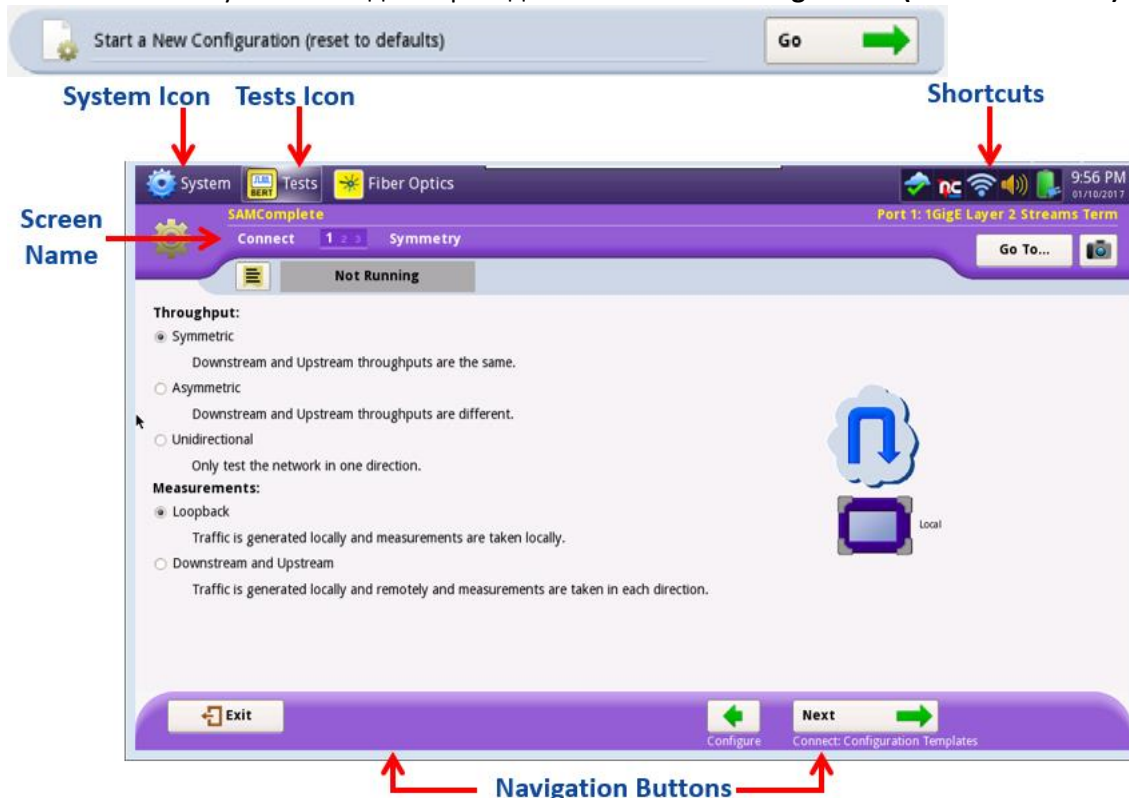 Start a New Configuration (reset to defaults)
Go
System Icon Tests Icon
Shortcuts
System BERT Tests Fiber Optics
9:56 PM
01/10/2017
SAMComplete
Port 1: 1GigE Layer 2 Streams Term
Screen Name
Connect 1 2 3 Symmetry
Go To...
Not Running
Throughput:
Symmetric
Downstream and Upstream throughputs are the same.
Asymmetric
Downstream and Upstream throughputs are different.
Unidirectional
Only test the network in one direction.
Measurements:
Loopback
Traffic is generated locally and measurements are taken locally.
Local
Downstream and Upstream
Traffic is generated locally and remotely and measurements are taken in each direction.
Exit
Configure
Next
Connect: Configuration Templates
Navigation Buttons